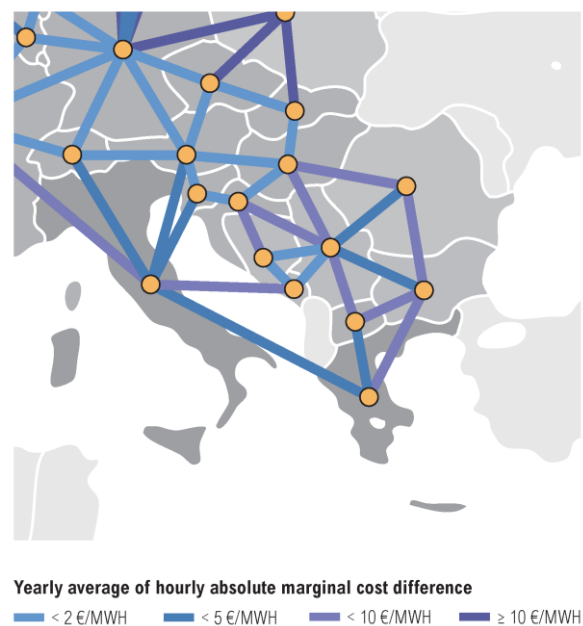 Yearly average of hourly absolute marginal cost difference
< 2 €/MWH < 5 €/MWH < 10 €/MWH ≥ 10 €/MWH